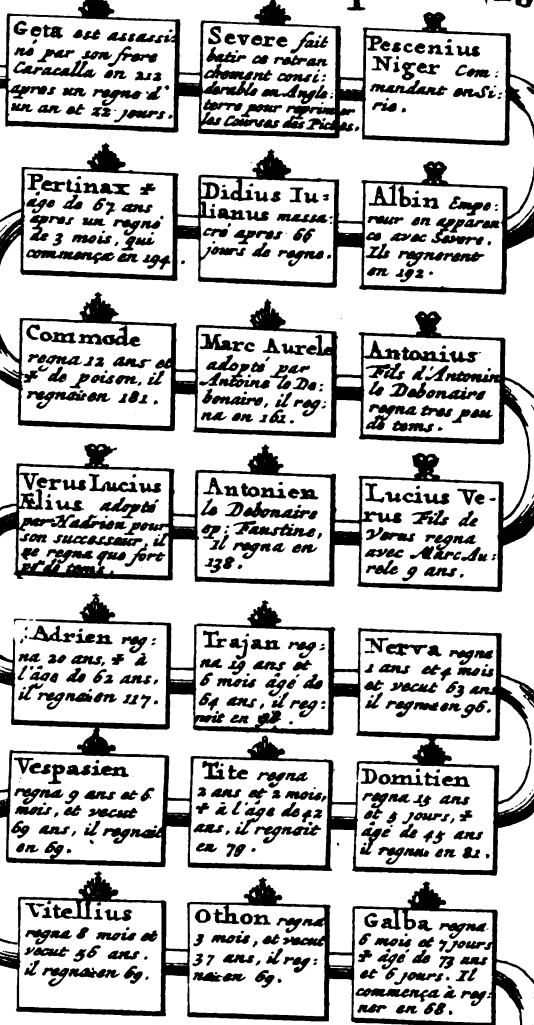 Geta est assassi:
né par son frere
Caracalla en 212
apres un regne d'
un an et 22 jours.
Severe fait
batir ce retran
chement consi:
derable en Angle:
terre pour reprimer
les Courses des Pictes.
Pescenius
Niger Com:
mandant en Si:
rie.
Pertinax ☩
âgé de 67 ans
apres un regne
de 3 mois, qui
commença en 194.
Didius Iu:
lianus massa:
cré apres 66
jours de regne.
Albin Empe:
reur en apparen
ce avec Severe.
Ils regnerent
en 192.
Commode
regna 12 ans et
☩ de poison, il
regnoit en 181.
Marc Aurele
adopté par
Antoine le De:
bonaire, il reg:
na en 161.
Antonius
Fils d'Antonin
le Debonaire
regna tres peu
de tems.
Verus Lucius
Ælius adopté
par Hadrien pour
son successeur, il
ne regna que fort
de tems.
Antonien
le Debonaire
ep: Faustine,
Il regna en
138.
Lucius Ve-
rus Fils de
Verus regna
avec Marc Au:
rele 9 ans.
Adrien reg:
na 20 ans, ☩ à
l'âge de 62 ans,
il regnoit en 117.
Trajan reg:
na 19 ans et
6 mois âgé de
64 ans, il reg:
noit en 98.
Nerva regna
1 ans et 4 mois
et vecut 63 ans
il regnoit en 96.
Vespasien
regna 9 ans et 6
mois, et vecut
69 ans, il regnoit
en 69.
Tite regna
2 ans et 2 mois,
☩ à l'âge de 42
ans, il regnoit
en 79.
Domitien
regna 15 ans
et 5 jours, ☩
âgé de 45 ans
il regna en 81.
Vitellius
regna 8 mois et
vecut 56 ans.
il regnoit en 69.
Othon regna
3 mois, et vecut
37 ans, il reg:
noit en 69.
Galba regna
6 mois et 7 jours
☩ âgé de 73 ans
et 6 jours. Il
commença à reg:
ner en 68.